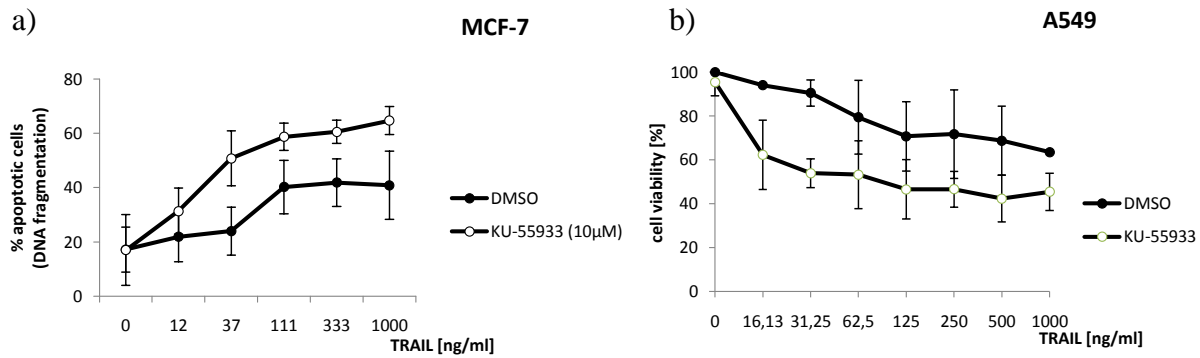 a)
MCF-7
% apoptotic cells
(DNA fragmentation)
80
60
40
20
0
0 12 37 111 333 1000
TRAIL [ng/ml]
DMSO
KU-55933 (10µM)
b)
A549
cell viability [%]
100
80
60
40
20
0
0 16,13 31,25 62,5 125 250 500 1000
TRAIL [ng/ml]
DMSO
KU-55933